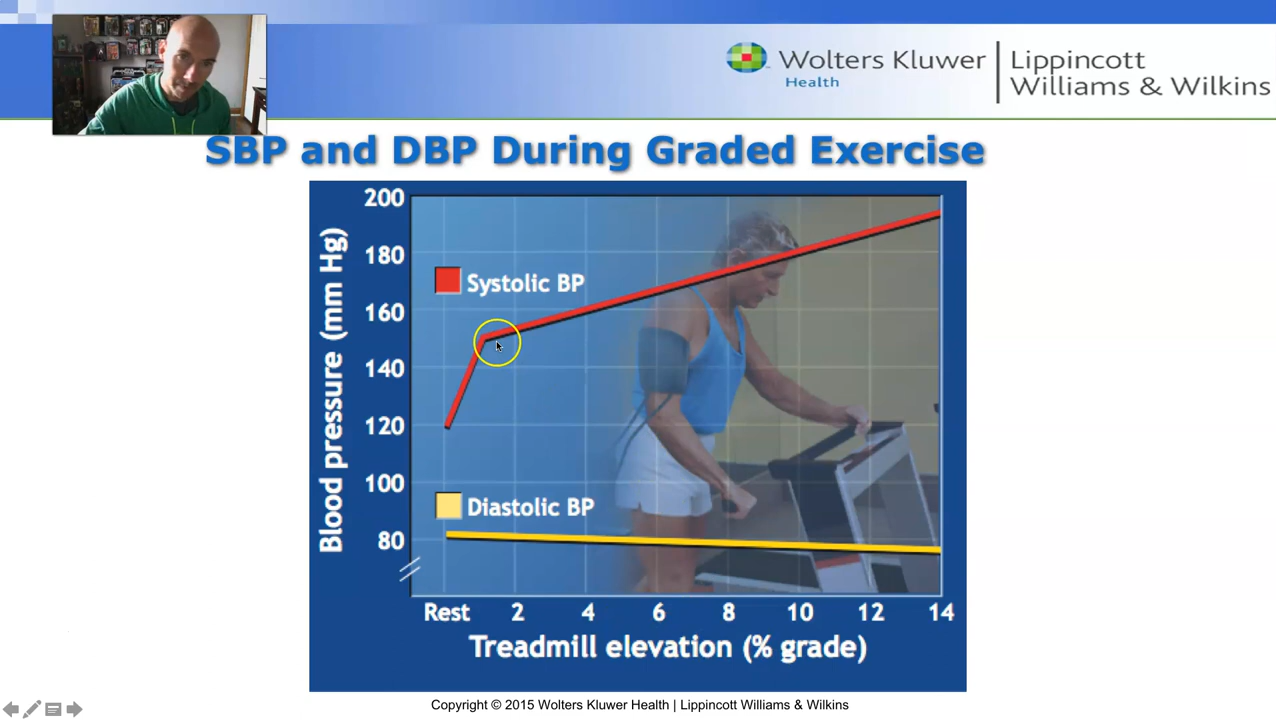 Wolters Kluwer
Health
Lippincott
Williams & Wilkins
SBP and DBP During Graded Exercise
Blood pressure (mm Hg)
200
180
160
140
120
100
80
Systolic BP
Diastolic BP
Rest 2 4 6 8 10 12 14
Treadmill elevation (% grade)
Copyright © 2015 Wolters Kluwer Health | Lippincott Williams & Wilkins